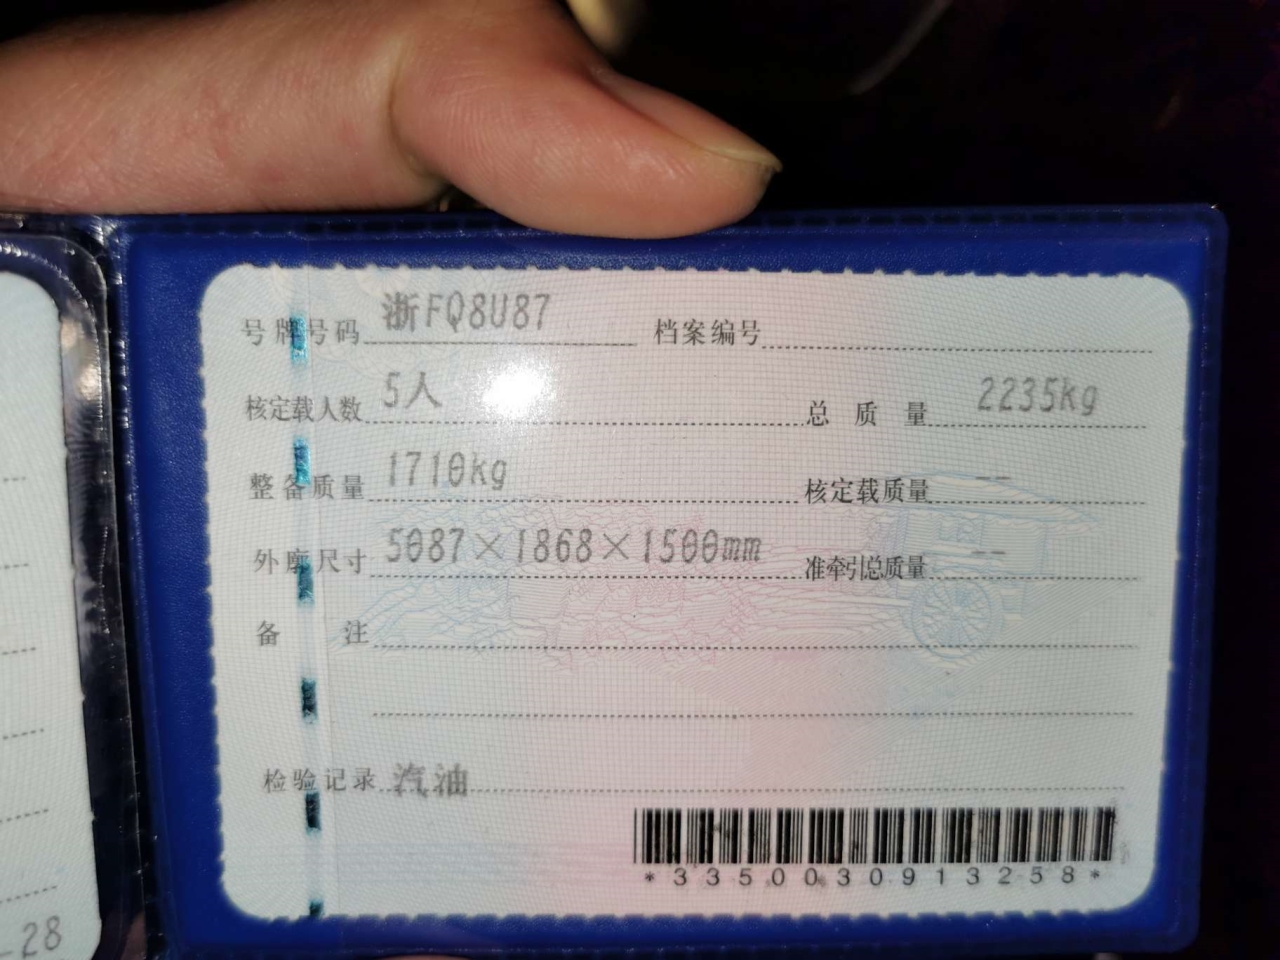 号牌号码 浙FQ8U87 档案编号
核定载人数 5人 总质量 2235kg
整备质量 1710kg 核定载质量 --
外廓尺寸 5087×1868×1500mm 准牵引总质量 --
备注
检验记录 汽油
*3350030913258*
-28